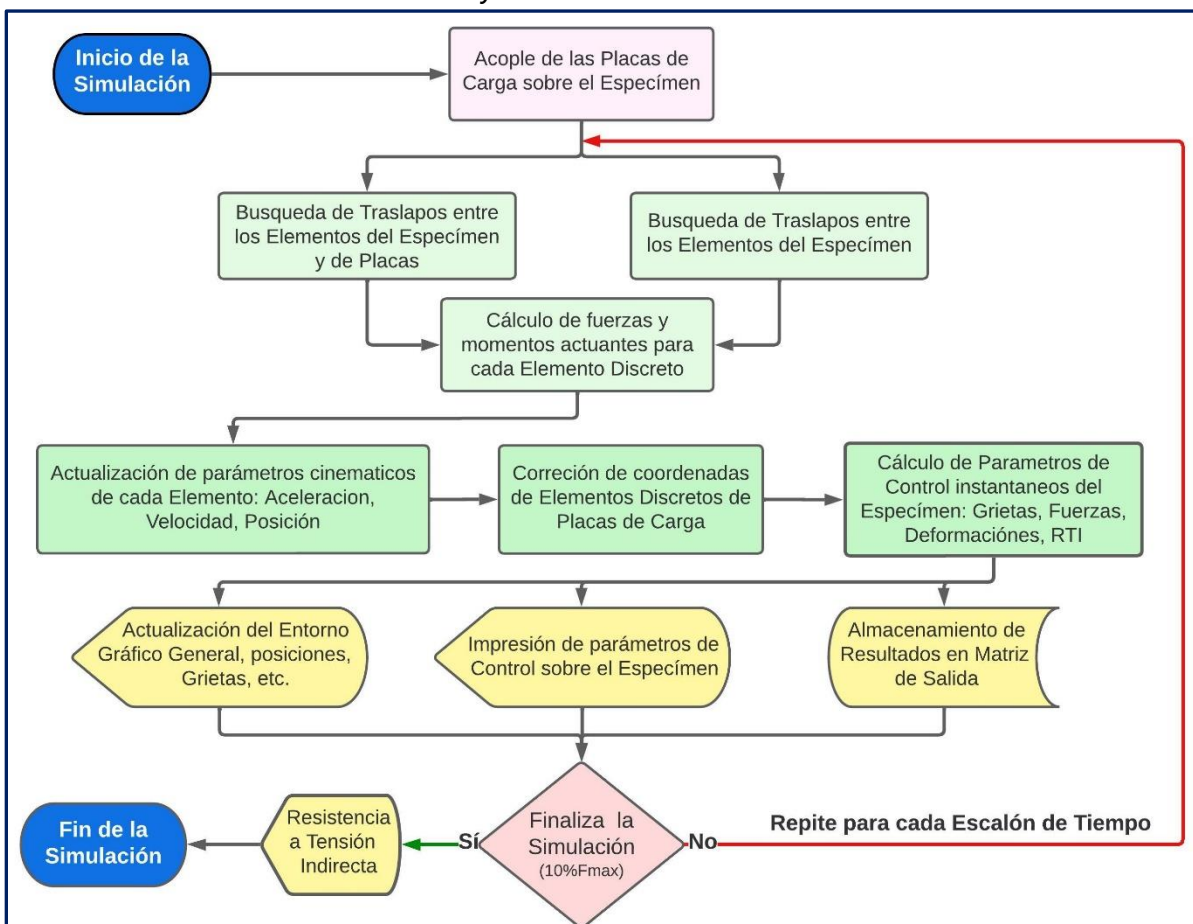 y
Inicio de la
Simulación
Acople de las Placas de
Carga sobre el Especímen
Busqueda de Traslapos entre
los Elementos del Especímen
y de Placas
Busqueda de Traslapos entre
los Elementos del Especímen
Cálculo de fuerzas y
momentos actuantes para
cada Elemento Discreto
Actualización de parámetros cinematicos
de cada Elemento: Aceleracion,
Velocidad, Posición
Correción de coordenadas
de Elementos Discretos de
Placas de Carga
Cálculo de Parametros de
Control instantaneos del
Especímen: Grietas, Fuerzas,
Deformaciónes, RTI
Actualización del Entorno
Gráfico General, posiciones,
Grietas, etc.
Impresión de parámetros de
Control sobre el Especímen
Almacenamiento de
Resultados en Matriz
de Salida
Fin de la
Simulación
Resistencia
a Tensión
Indirecta
Sí
Finaliza la
Simulación
(10%Fmax)
No
Repite para cada Escalón de Tiempo